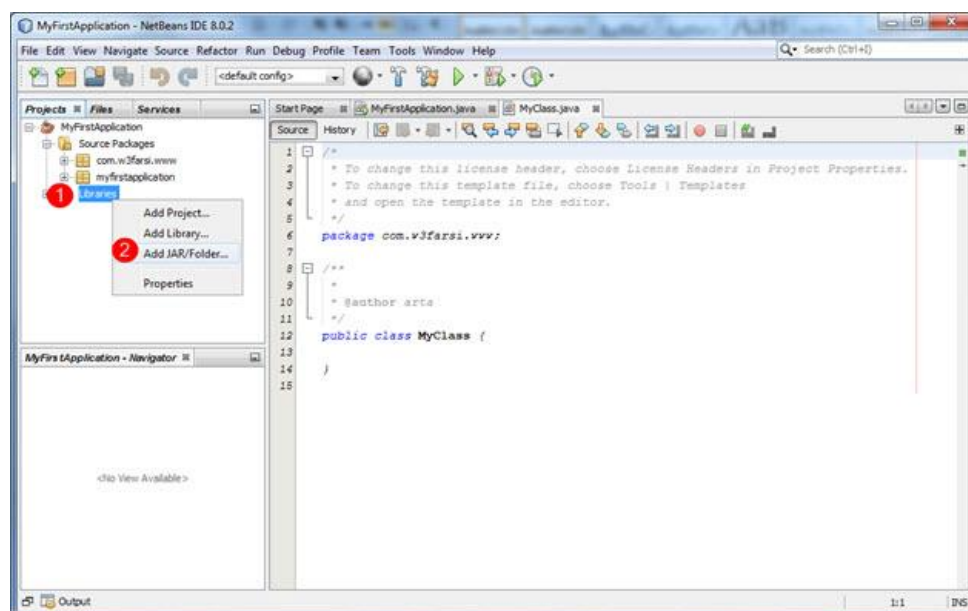 MyFirstApplication - NetBeans IDE 8.0.2
File Edit View Navigate Source Refactor Run Debug Profile Team Tools Window Help
Search (Ctrl+I)
<default config>
Projects Files Services
Start Page MyFirstApplication.java MyClass.java
MyFirstApplication
Source Packages
com.w3farsi.www
myfirstapplication
1 Libraries
Add Project...
Add Library...
2 Add JAR/Folder...
Properties
Source History
1 /*
2 * To change this license header, choose License Headers in Project Properties.
3 * To change this template file, choose Tools | Templates
4 * and open the template in the editor.
5 */
6 package com.w3farsi.www;
7
8 /**
9 *
10 * @author arta
11 */
12 public class MyClass {
13
14 }
15
MyFirstApplication - Navigator
<No View Available>
Output
1:1 INS